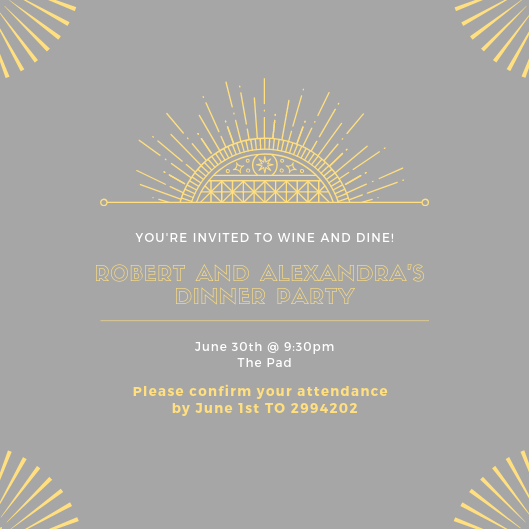 YOU'RE INVITED TO WINE AND DINE!
ROBERT AND ALEXANDRA'S
DINNER PARTY
June 30th @ 9:30pm
The Pad
Please confirm your attendance
by June 1st TO 2994202